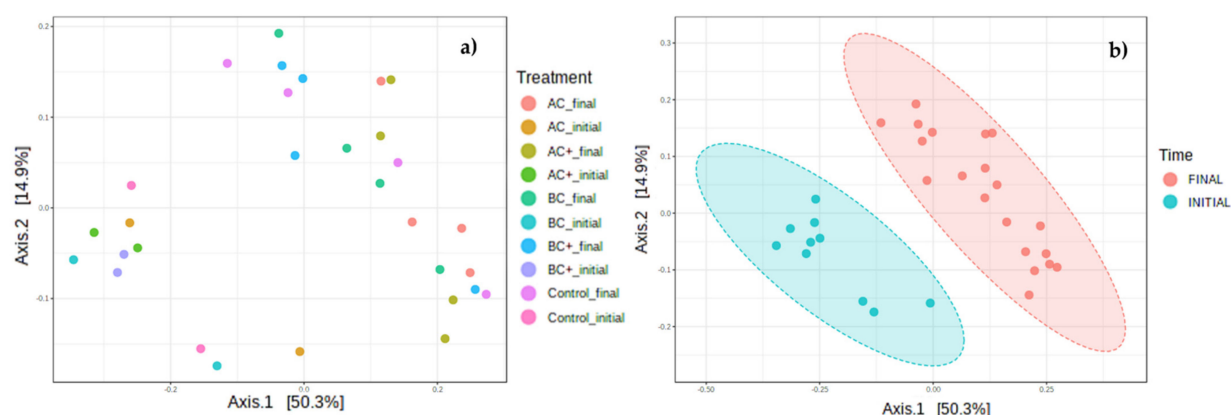 a)
0.2
0.1
0.0
-0.1
Axis.2 [14.9%]
-0.2
0.0
0.2
Axis.1 [50.3%]
Treatment
AC_final
AC_initial
AC+_final
AC+_initial
BC_final
BC_initial
BC+_final
BC+_initial
Control_final
Control_initial
b)
0.3
0.2
0.1
0.0
-0.1
-0.2
Axis.2 [14.9%]
-0.50
-0.25
0.00
0.25
Axis.1 [50.3%]
Time
FINAL
INITIAL